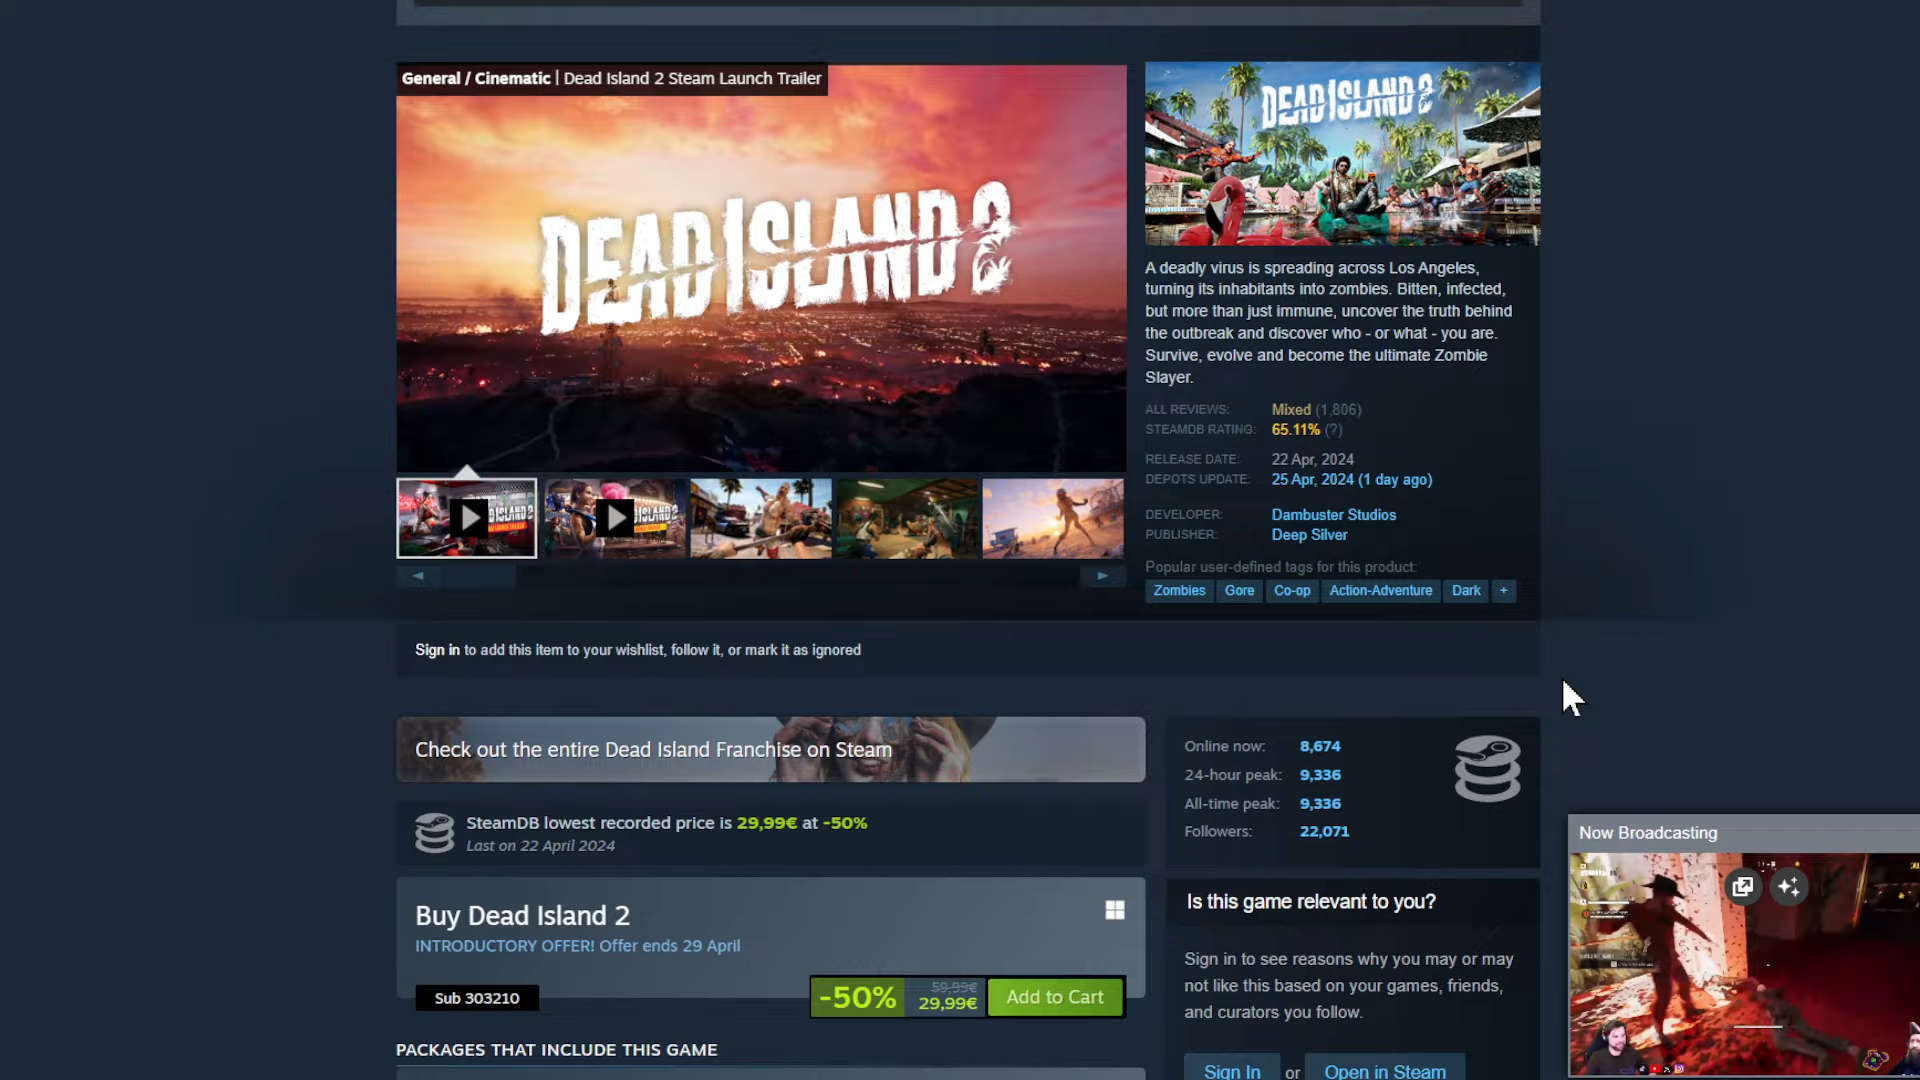 General / Cinematic | Dead Island 2 Steam Launch Trailer
DEAD ISLAND 2
DEAD ISLAND 2
A deadly virus is spreading across Los Angeles,
turning its inhabitants into zombies. Bitten, infected,
but more than just immune, uncover the truth behind
the outbreak and discover who - or what - you are.
Survive, evolve and become the ultimate Zombie
Slayer.
ALL REVIEWS: Mixed (1,806)
STEAMDB RATING: 65.11% (?)
RELEASE DATE: 22 Apr, 2024
DEPOTS UPDATE: 25 Apr, 2024 (1 day ago)
DEVELOPER: Dambuster Studios
PUBLISHER: Deep Silver
Popular user-defined tags for this product:
Zombies Gore Co-op Action-Adventure Dark +
Sign in to add this item to your wishlist, follow it, or mark it as ignored
Check out the entire Dead Island Franchise on Steam
SteamDB lowest recorded price is 29,99€ at -50%
Last on 22 April 2024
Buy Dead Island 2
INTRODUCTORY OFFER! Offer ends 29 April
Sub 303210
-50% 59,99€ 29,99€ Add to Cart
PACKAGES THAT INCLUDE THIS GAME
Online now: 8,674
24-hour peak: 9,336
All-time peak: 9,336
Followers: 22,071
Is this game relevant to you?
Sign in to see reasons why you may or may
not like this based on your games, friends,
and curators you follow.
Sign In or Open in Steam
Now Broadcasting